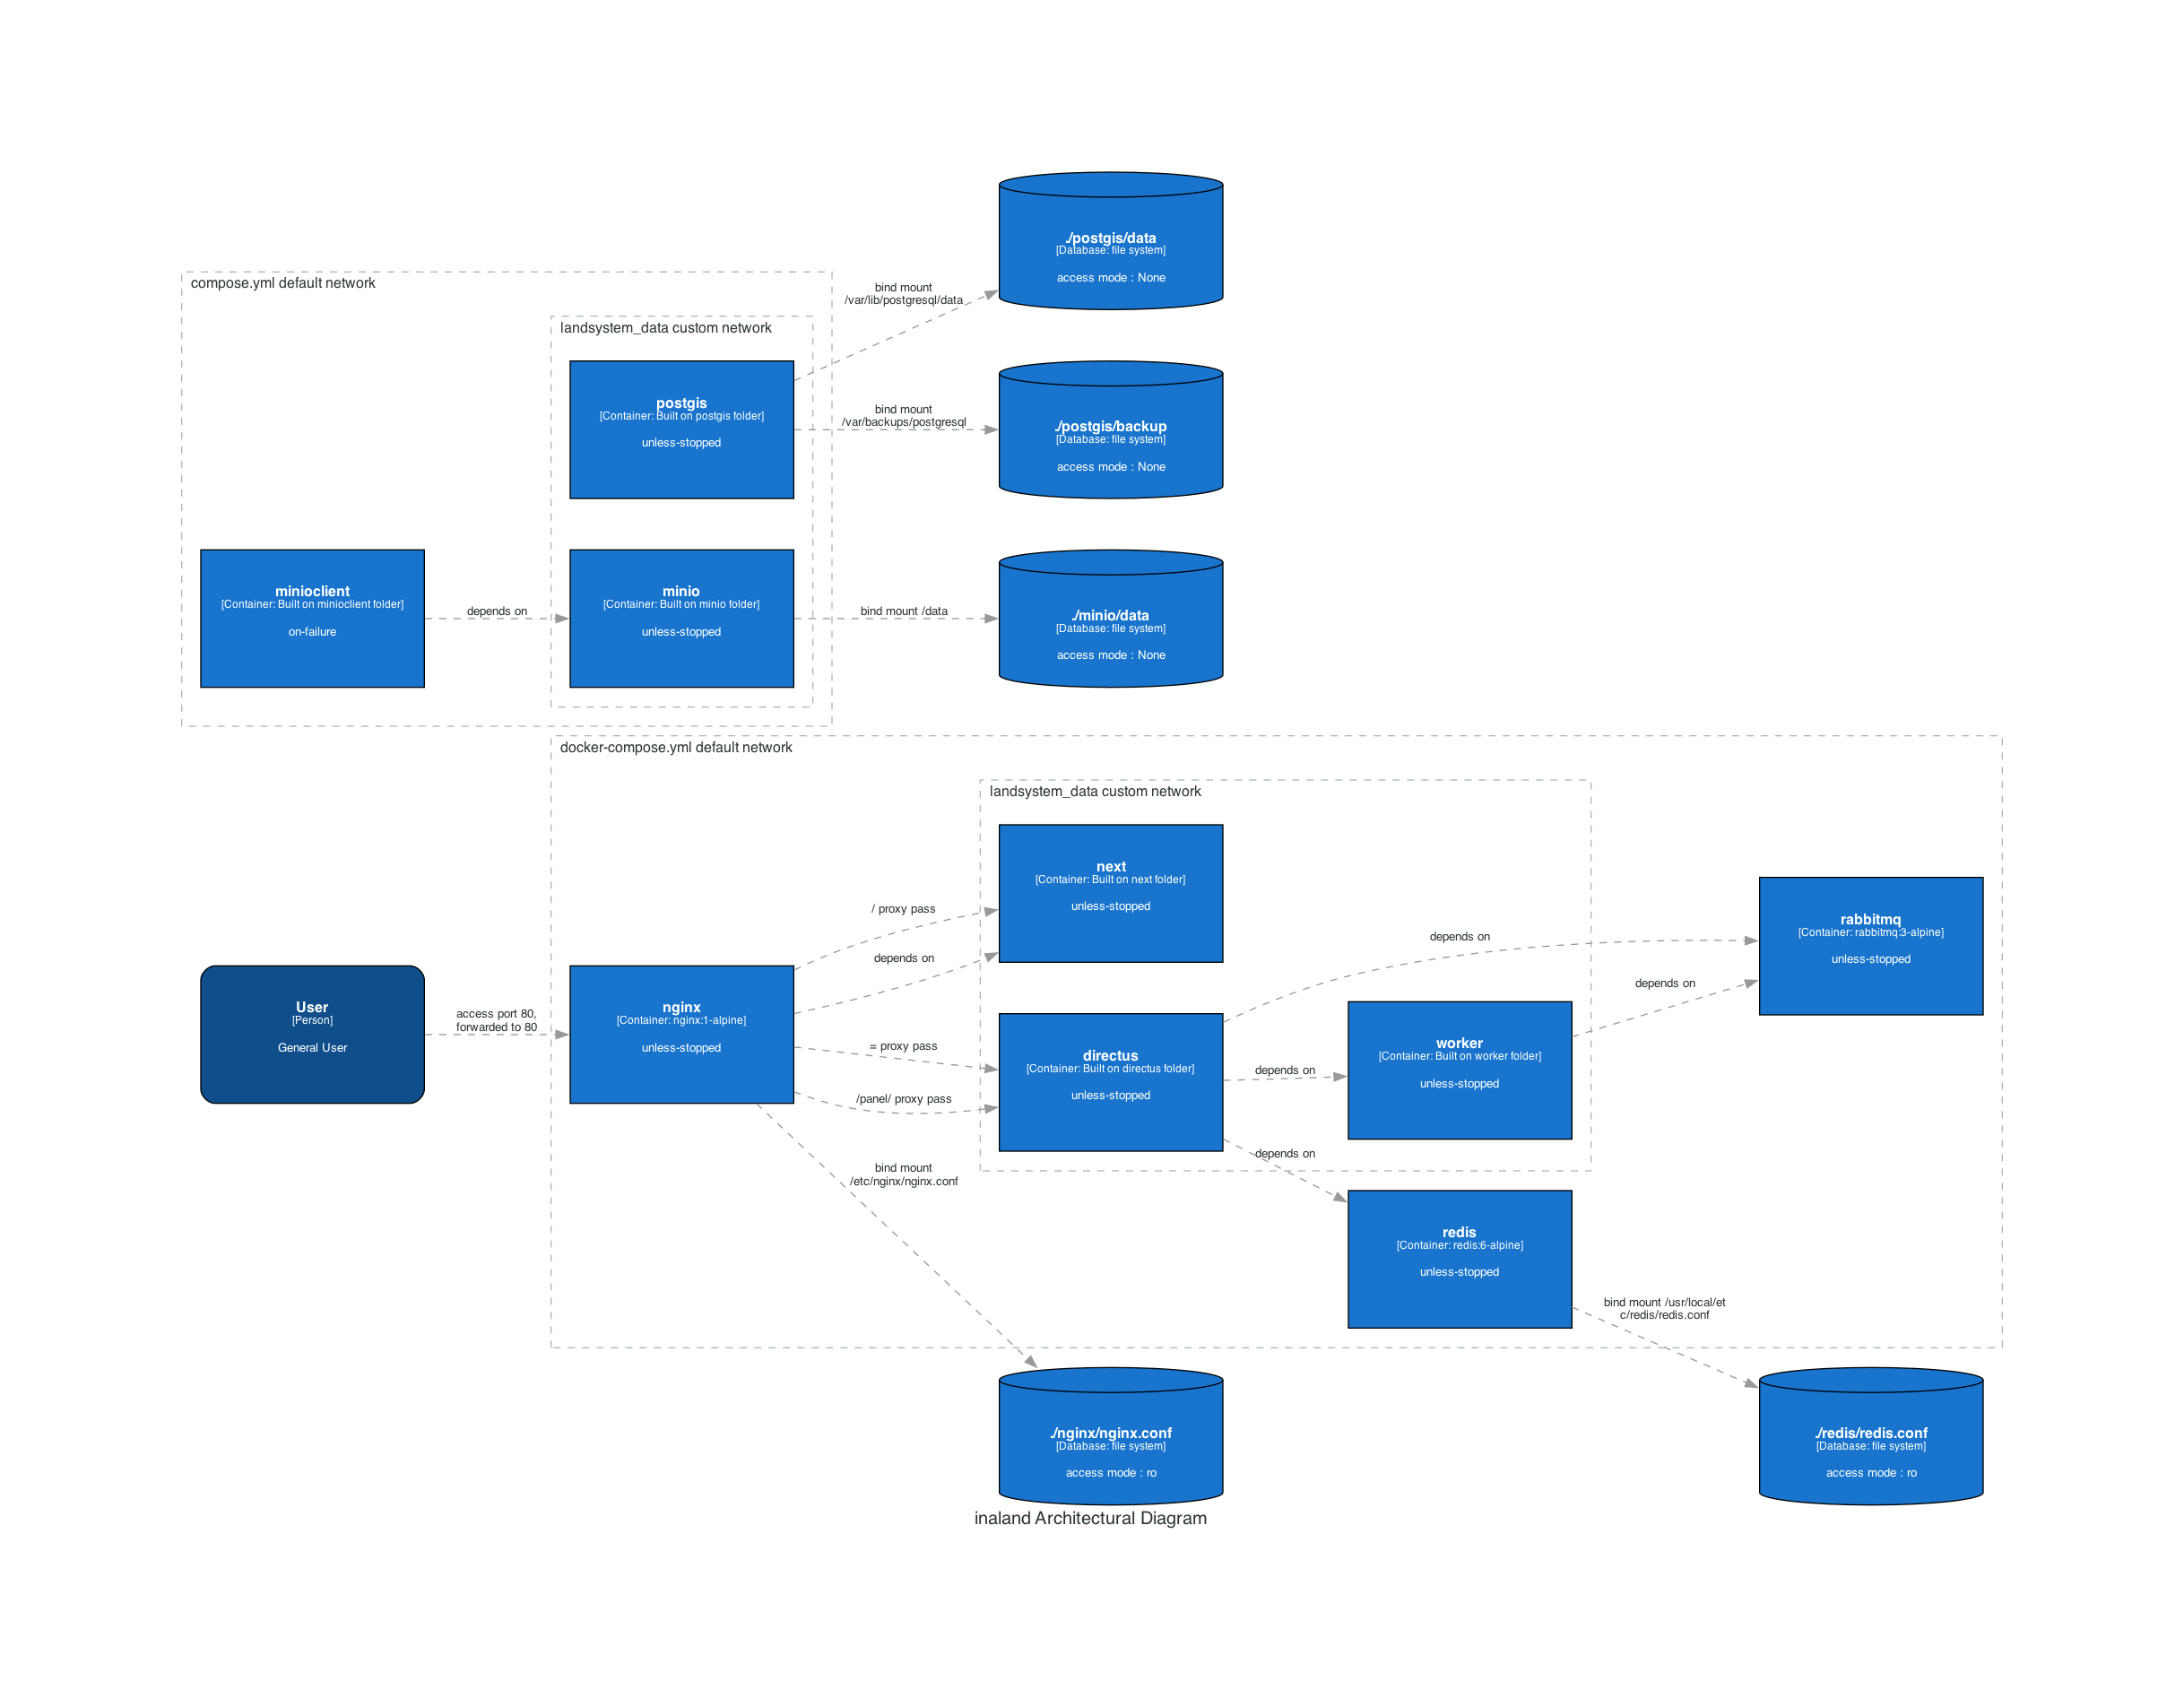 ./postgis/data
[Database: file system]
access mode : None
compose.yml default network
bind mount
/var/lib/postgresql/data
landsystem_data custom network
postgis
[Container: Built on postgis folder]
unless-stopped
bind mount
/var/backups/postgresql
./postgis/backup
[Database: file system]
access mode : None
minioclient
[Container: Built on minioclient folder]
on-failure
depends on
minio
[Container: Built on minio folder]
unless-stopped
bind mount /data
./minio/data
[Database: file system]
access mode : None
docker-compose.yml default network
landsystem_data custom network
next
[Container: Built on next folder]
unless-stopped
/ proxy pass
depends on
depends on
rabbitmq
[Container: rabbitmq:3-alpine]
unless-stopped
depends on
User
[Person]
General User
access port 80,
forwarded to 80
nginx
[Container: nginx:1-alpine]
unless-stopped
= proxy pass
/panel/ proxy pass
directus
[Container: Built on directus folder]
unless-stopped
depends on
worker
[Container: Built on worker folder]
unless-stopped
depends on
bind mount
/etc/nginx/nginx.conf
redis
[Container: redis:6-alpine]
unless-stopped
bind mount /usr/local/et
c/redis/redis.conf
./nginx/nginx.conf
[Database: file system]
access mode : ro
./redis/redis.conf
[Database: file system]
access mode : ro
inaland Architectural Diagram